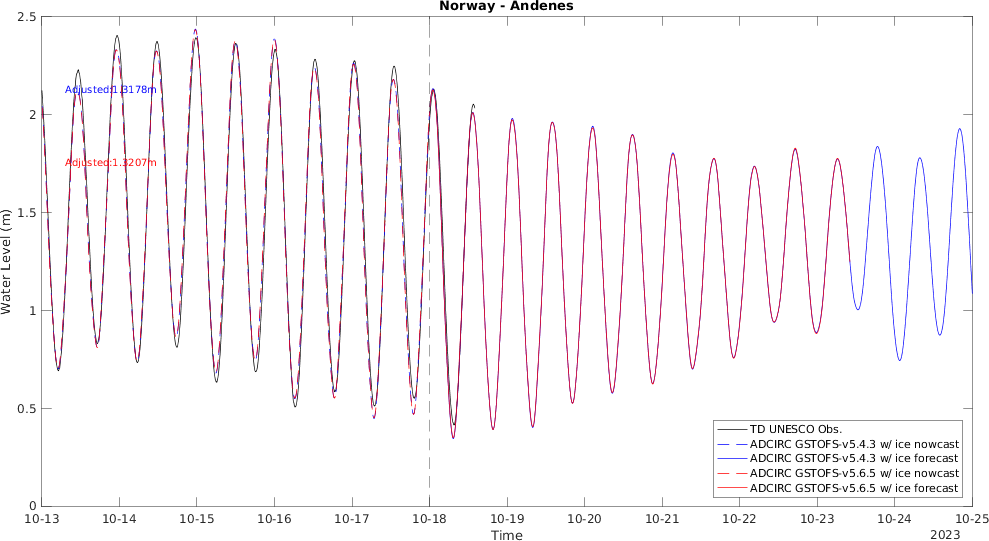 Norway - Andenes
2.5
2
1.5
1
0.5
0
Water Level (m)
Adjusted:1.3178m
Adjusted:1.3207m
TD UNESCO Obs.
ADCIRC GSTOFS-v5.4.3 w/ ice nowcast
ADCIRC GSTOFS-v5.4.3 w/ ice forecast
ADCIRC GSTOFS-v5.6.5 w/ ice nowcast
ADCIRC GSTOFS-v5.6.5 w/ ice forecast
10-13 10-14 10-15 10-16 10-17 10-18 10-19 10-20 10-21 10-22 10-23 10-24 10-25
Time
2023